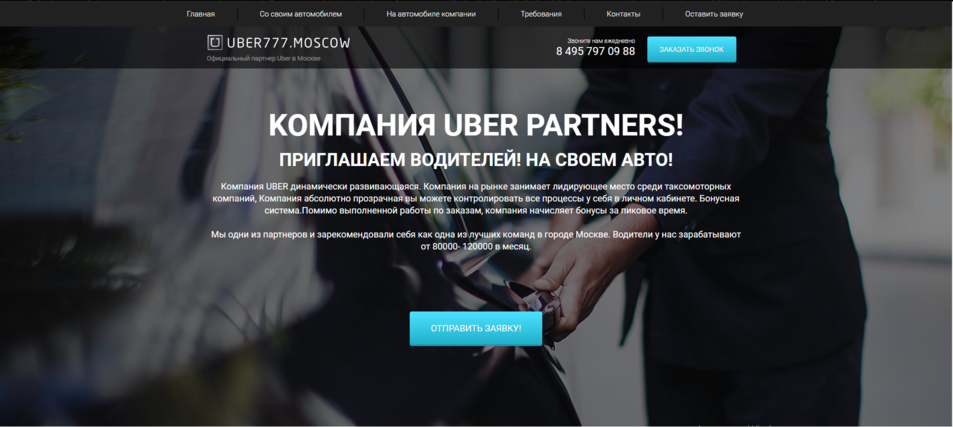 Главная Со своим автомобилем На автомобиле компании Требования Контакты Оставить заявку
UBER777.MOSCOW
Официальный партнер Uber в Москве
Звоните нам ежедневно
8 495 797 09 88
ЗАКАЗАТЬ ЗВОНОК
КОМПАНИЯ UBER PARTNERS!
ПРИГЛАШАЕМ ВОДИТЕЛЕЙ! НА СВОЕМ АВТО!
Компания UBER динамически развивающаяся. Компания на рынке занимает лидирующее место среди таксомоторных
компаний, Компания абсолютно прозрачная вы можете контролировать все процессы у себя в личном кабинете. Бонусная
система.Помимо выполненной работы по заказам, компания начисляет бонусы за пиковое время.
Мы одни из партнеров и зарекомендовали себя как одна из лучших команд в городе Москве. Водители у нас зарабатывают
от 80000- 120000 в месяц.
ОТПРАВИТЬ ЗАЯВКУ!